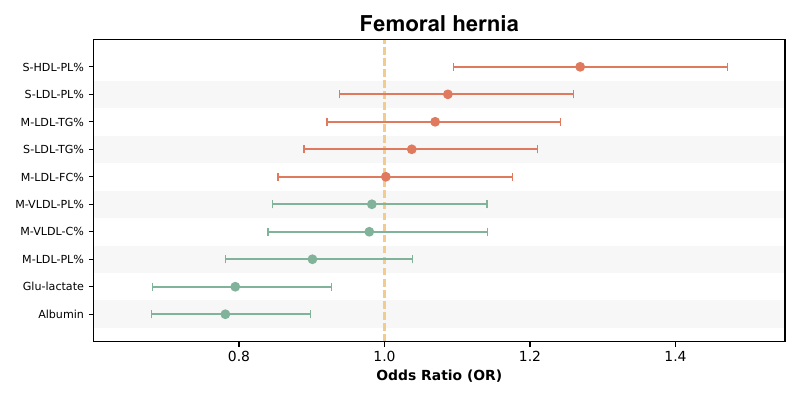 Femoral hernia
S-HDL-PL%
S-LDL-PL%
M-LDL-TG%
S-LDL-TG%
M-LDL-FC%
M-VLDL-PL%
M-VLDL-C%
M-LDL-PL%
Glu-lactate
Albumin
0.8 1.0 1.2 1.4
Odds Ratio (OR)